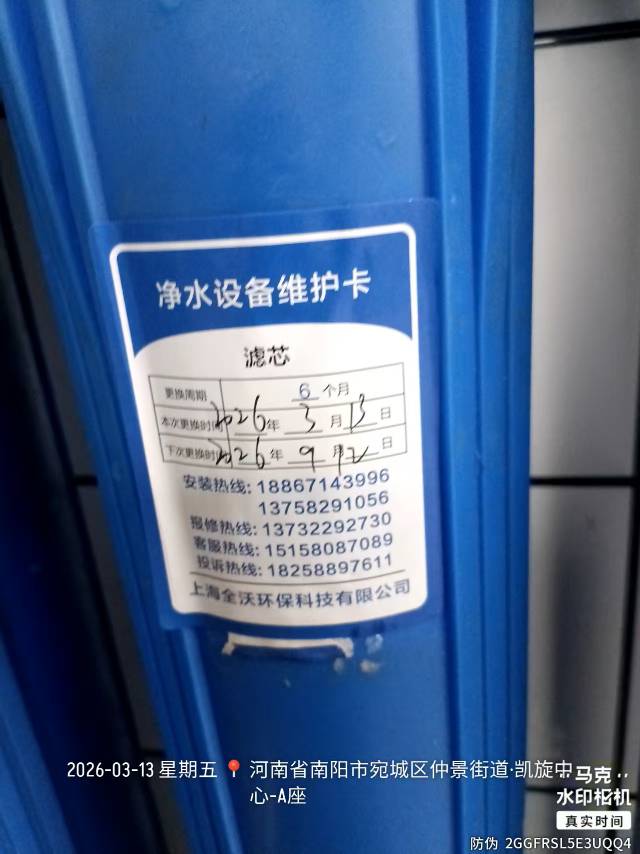 净水设备维护卡
滤芯
更换周期 6 个月
本次更换时间 2026 年 3 月 13 日
下次更换时间 2026 年 9 月 12 日
安装热线: 18867143996
13758291056
报修热线: 13732292730
客服热线: 15158087089
投诉热线: 18258897611
上海全沃环保科技有限公司
2026-03-13 星期五 河南省南阳市宛城区仲景街道·凯旋中
心-A座
马克
水印相机
真实时间
防伪 2GGFRSL5E3UQQ4